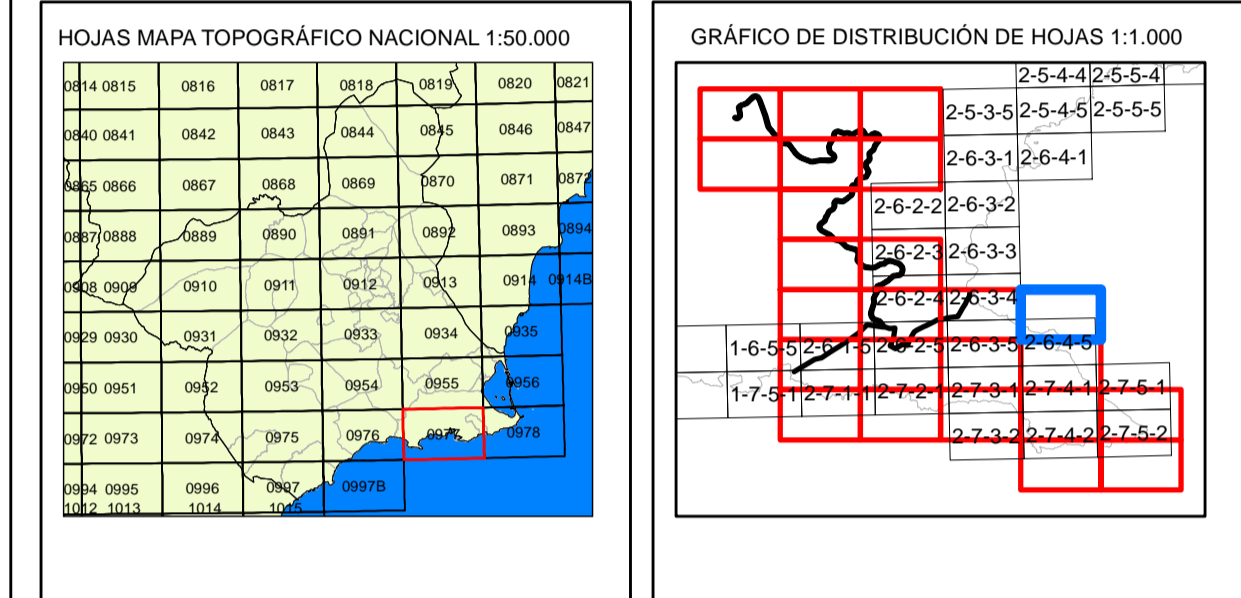 HOJAS MAPA TOPOGRÁFICO NACIONAL 1:50.000
0814 0815 0816 0817 0818 0819 0820 0821
0840 0841 0842 0843 0844 0845 0846 0847
0865 0866 0867 0868 0869 0870 0871 0872
0887 0888 0889 0890 0891 0892 0893 0894
0908 0909 0910 0911 0912 0913 0914 0914B
0929 0930 0931 0932 0933 0934 0935
0950 0951 0952 0953 0954 0955 0956
0972 0973 0974 0975 0976 0977 0978
0994 0995 0996 0997 0997B
1012 1013 1014 1015
GRÁFICO DE DISTRIBUCIÓN DE HOJAS 1:1.000
2-5-4-4 2-5-5-4
2-5-3-5 2-5-4-5 2-5-5-5
2-6-3-1 2-6-4-1
2-6-2-2 2-6-3-2
2-6-2-3 2-6-3-3
2-6-2-4 2-6-3-4
1-6-5-5 2-6-1-5 2-6-2-5 2-6-3-5 2-6-4-5
1-7-5-1 2-7-1-1 2-7-2-1 2-7-3-1 2-7-4-1 2-7-5-1
2-7-3-2 2-7-4-2 2-7-5-2